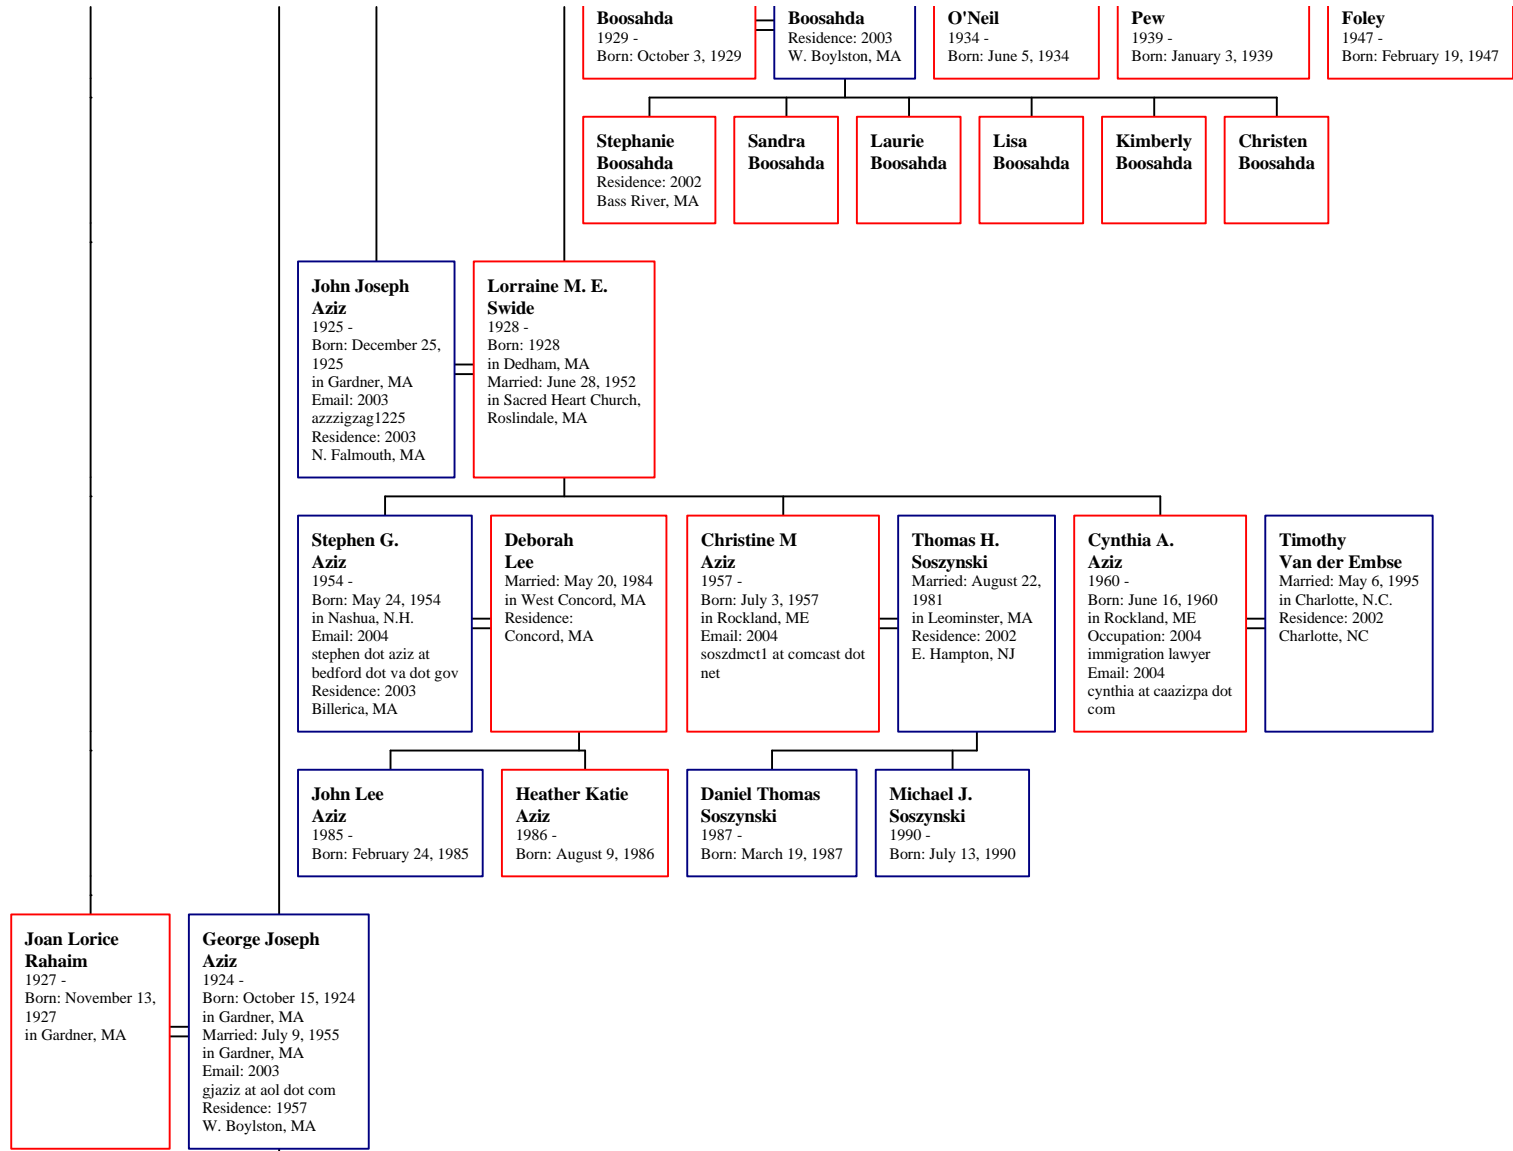 Boosahda
1929 -
Born: October 3, 1929
Boosahda
Residence: 2003
W. Boylston, MA
O'Neil
1934 -
Born: June 5, 1934
Pew
1939 -
Born: January 3, 1939
Foley
1947 -
Born: February 19, 1947
Stephanie
Boosahda
Residence: 2002
Bass River, MA
Sandra
Boosahda
Laurie
Boosahda
Lisa
Boosahda
Kimberly
Boosahda
Christen
Boosahda
John Joseph
Aziz
1925 -
Born: December 25,
1925
in Gardner, MA
Email: 2003
azzzigzag1225
Residence: 2003
N. Falmouth, MA
Lorraine M. E.
Swide
1928 -
Born: 1928
in Dedham, MA
Married: June 28, 1952
in Sacred Heart Church,
Roslindale, MA
Stephen G.
Aziz
1954 -
Born: May 24, 1954
in Nashua, N.H.
Email: 2004
stephen dot aziz at
bedford dot va dot gov
Residence: 2003
Billerica, MA
Deborah
Lee
Married: May 20, 1984
in West Concord, MA
Residence:
Concord, MA
Christine M
Aziz
1957 -
Born: July 3, 1957
in Rockland, ME
Email: 2004
soszdmct1 at comcast dot
net
Thomas H.
Soszynski
Married: August 22,
1981
in Leominster, MA
Residence: 2002
E. Hampton, NJ
Cynthia A.
Aziz
1960 -
Born: June 16, 1960
in Rockland, ME
Occupation: 2004
immigration lawyer
Email: 2004
cynthia at caazizpa dot
com
Timothy
Van der Embse
Married: May 6, 1995
in Charlotte, N.C.
Residence: 2002
Charlotte, NC
John Lee
Aziz
1985 -
Born: February 24, 1985
Heather Katie
Aziz
1986 -
Born: August 9, 1986
Daniel Thomas
Soszynski
1987 -
Born: March 19, 1987
Michael J.
Soszynski
1990 -
Born: July 13, 1990
Joan Lorice
Rahaim
1927 -
Born: November 13,
1927
in Gardner, MA
George Joseph
Aziz
1924 -
Born: October 15, 1924
in Gardner, MA
Married: July 9, 1955
in Gardner, MA
Email: 2003
gjaziz at aol dot com
Residence: 1957
W. Boylston, MA